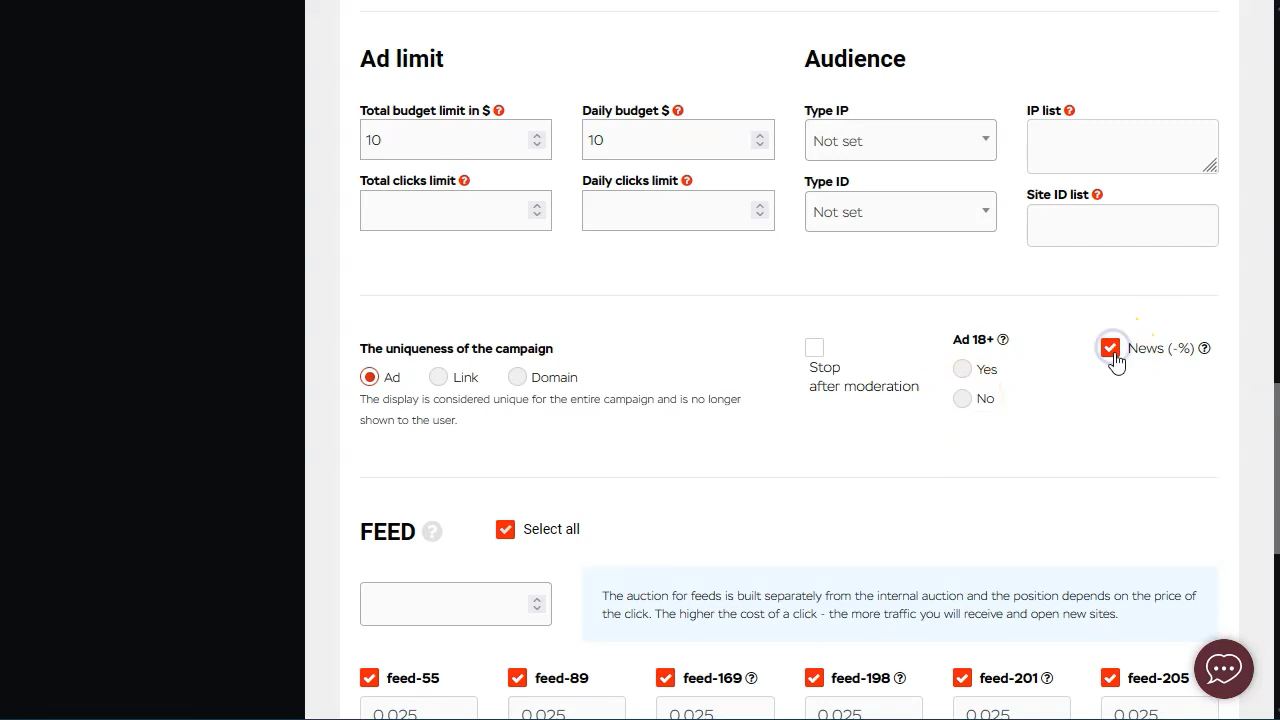 Ad limit
Audience
Total budget limit in $ ?
Daily budget $ ?
Type IP
IP list ?
10
10
Not set
Total clicks limit ?
Daily clicks limit ?
Type ID
Site ID list ?
Not set
The uniqueness of the campaign
Ad
Link
Domain
The display is considered unique for the entire campaign and is no longer
shown to the user.
Stop
after moderation
Ad 18+ ?
Yes
No
News (-%) ?
FEED ?
Select all
The auction for feeds is built separately from the internal auction and the position depends on the price of
the click. The higher the cost of a click - the more traffic you will receive and open new sites.
feed-55
feed-89
feed-169 ?
feed-198 ?
feed-201 ?
feed-205
0.025
0.025
0.025
0.025
0.025
0.025